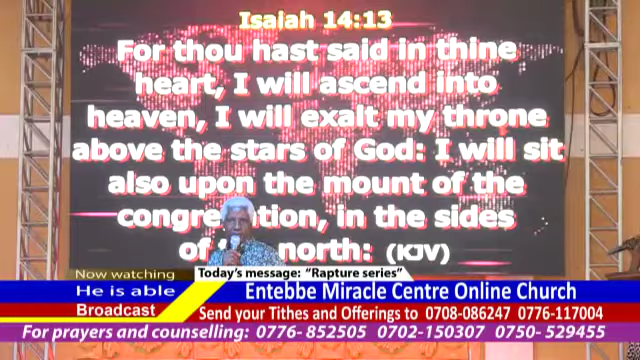 Isaiah 14:13
For thou hast said in thine
heart, I will ascend into
heaven, I will exalt my throne
above the stars of God: I will sit
also upon the mount of the
congre ation, in the sides
of north: (KJV)
Now watching
Today's message: "Rapture series"
He is able
Entebbe Miracle Centre Online Church
Broadcast
Send your Tithes and Offerings to 0708-086247 0776-117004
For prayers and counselling: 0776- 852505 0702-150307 0750- 529455